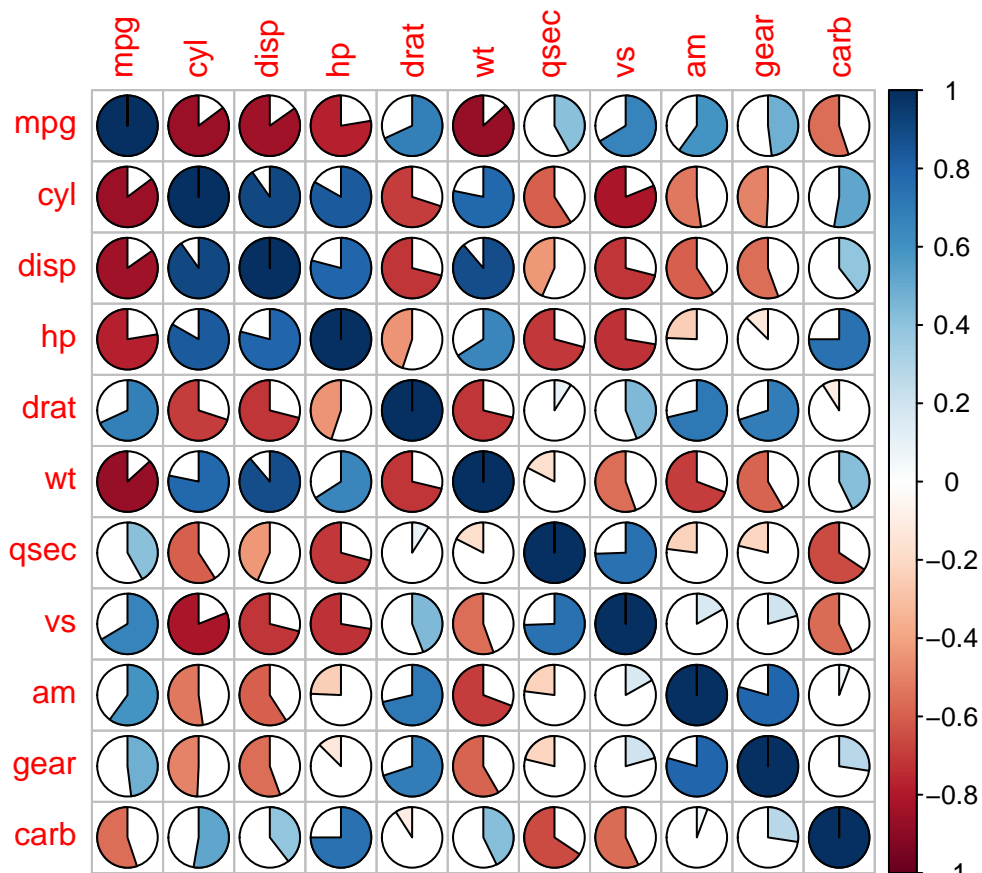 mpg cyl disp hp drat wt qsec vs am gear carb
mpg
cyl
disp
hp
drat
wt
qsec
vs
am
gear
carb
1
0.8
0.6
0.4
0.2
0
−0.2
−0.4
−0.6
−0.8
−1